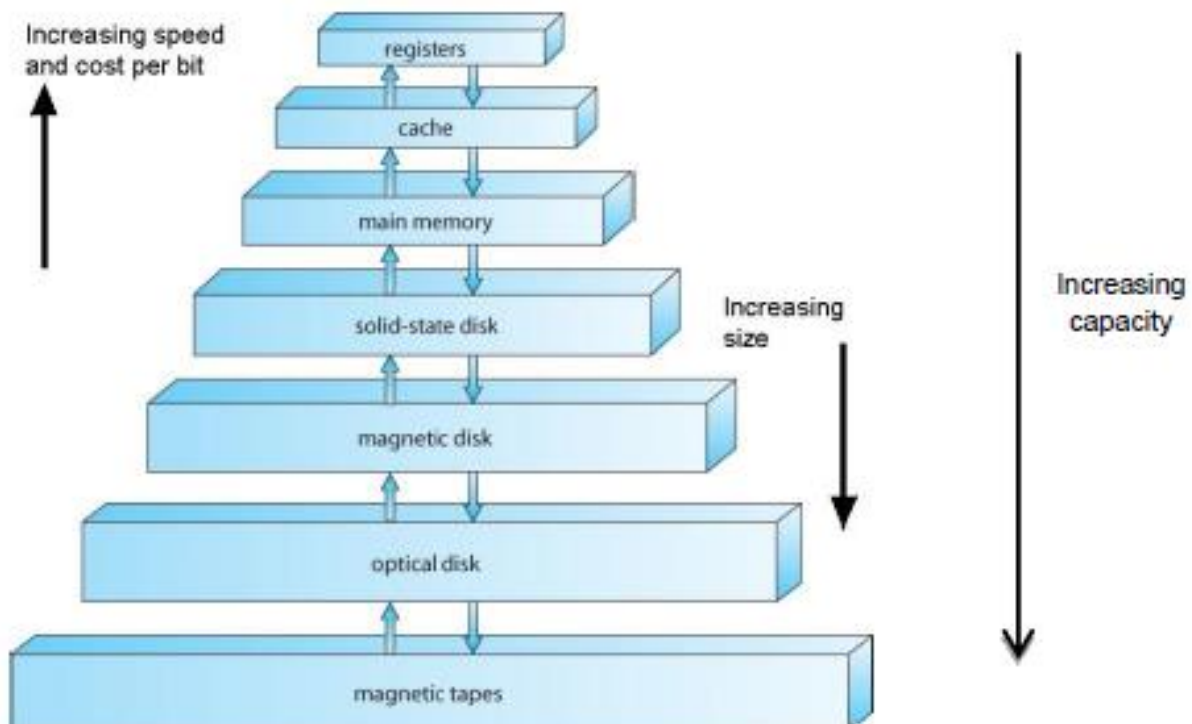 Increasing speed
and cost per bit
registers
cache
main memory
solid-state disk
Increasing
size
Increasing
capacity
magnetic disk
optical disk
magnetic tapes